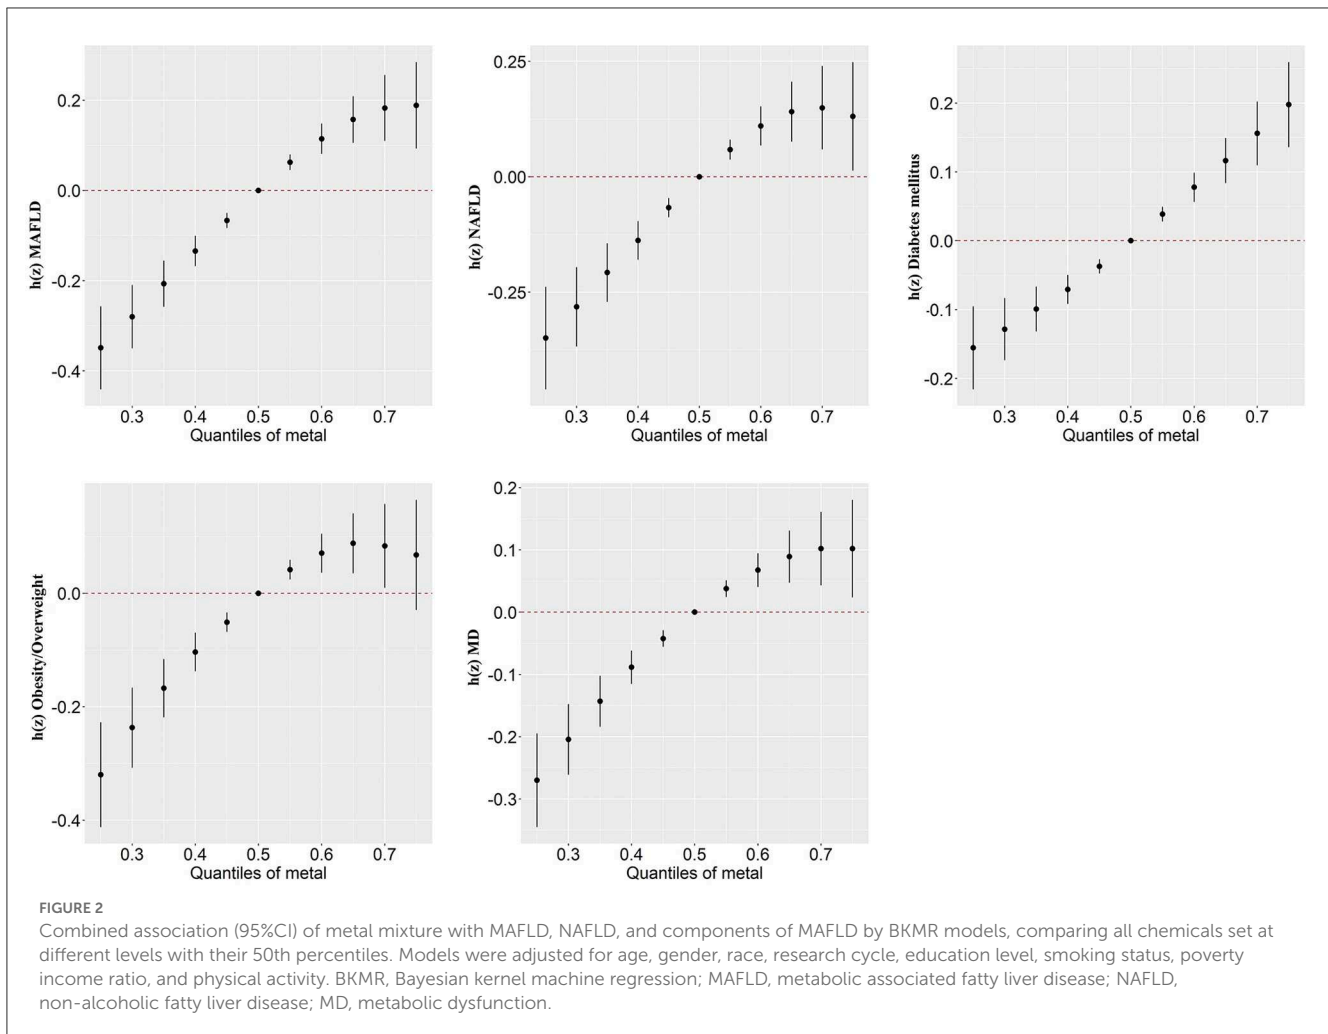 0.2
0.0
-0.2
-0.4
h(z) MAFLD
0.3 0.4 0.5 0.6 0.7
Quantiles of metal
0.25
0.00
-0.25
h(z) NAFLD
0.3 0.4 0.5 0.6 0.7
Quantiles of metal
0.2
0.1
0.0
-0.1
-0.2
h(z) Diabetes mellitus
0.3 0.4 0.5 0.6 0.7
Quantiles of metal
0.0
-0.2
-0.4
h(z) Obesity/Overweight
0.3 0.4 0.5 0.6 0.7
Quantiles of metal
0.2
0.1
0.0
-0.1
-0.2
-0.3
h(z) MD
0.3 0.4 0.5 0.6 0.7
Quantiles of metal
FIGURE 2
Combined association (95%CI) of metal mixture with MAFLD, NAFLD, and components of MAFLD by BKMR models, comparing all chemicals set at
different levels with their 50th percentiles. Models were adjusted for age, gender, race, research cycle, education level, smoking status, poverty
income ratio, and physical activity. BKMR, Bayesian kernel machine regression; MAFLD, metabolic associated fatty liver disease; NAFLD,
non-alcoholic fatty liver disease; MD, metabolic dysfunction.